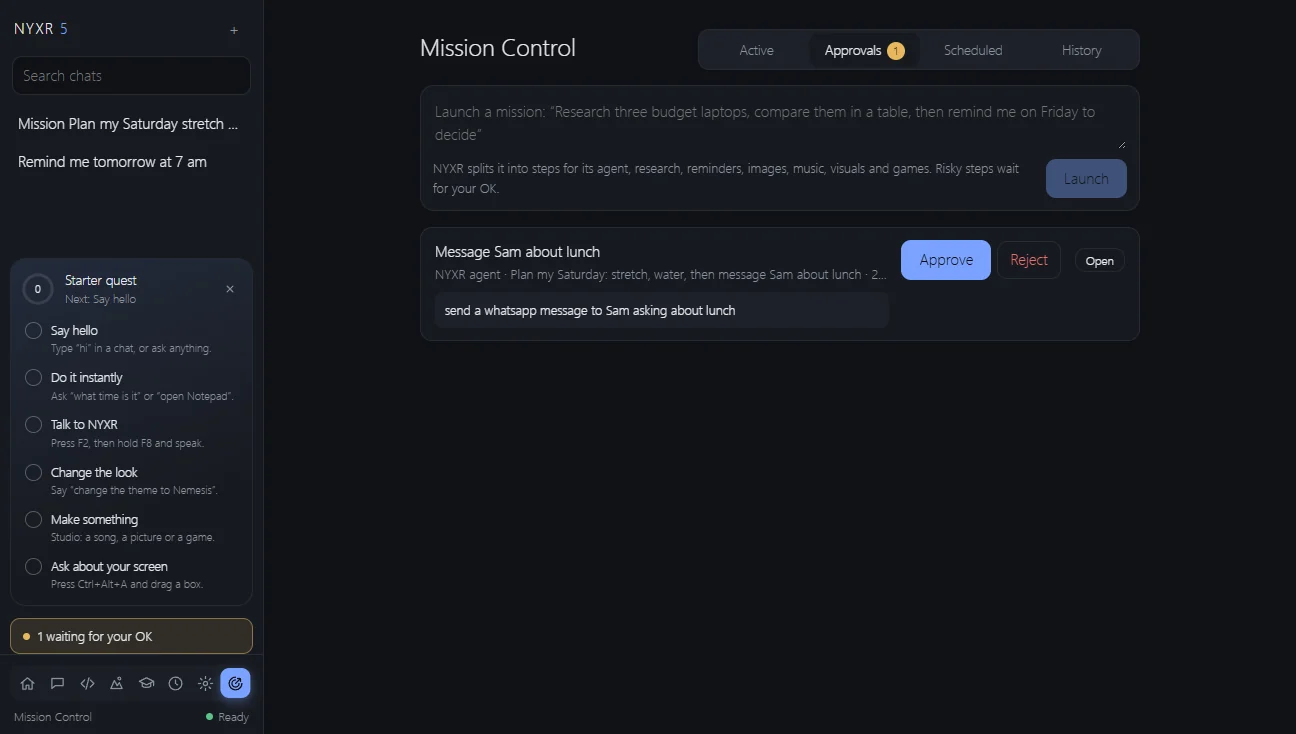 NYXR 5
+
Search chats
Mission Plan my Saturday stretch ...
Remind me tomorrow at 7 am
0
Starter quest
Next: Say hello
×
Say hello
Type "hi" in a chat, or ask anything.
Do it instantly
Ask "what time is it" or "open Notepad".
Talk to NYXR
Press F2, then hold F8 and speak.
Change the look
Say "change the theme to Nemesis".
Make something
Studio: a song, a picture or a game.
Ask about your screen
Press Ctrl+Alt+A and drag a box.
1 waiting for your OK
Mission Control
Ready
Mission Control
Active
Approvals 1
Scheduled
History
Launch a mission: "Research three budget laptops, compare them in a table, then remind me on Friday to
decide"
NYXR splits it into steps for its agent, research, reminders, images, music, visuals and games. Risky steps wait
for your OK.
Launch
Message Sam about lunch
NYXR agent · Plan my Saturday: stretch, water, then message Sam about lunch · 2...
send a whatsapp message to Sam asking about lunch
Approve
Reject
Open